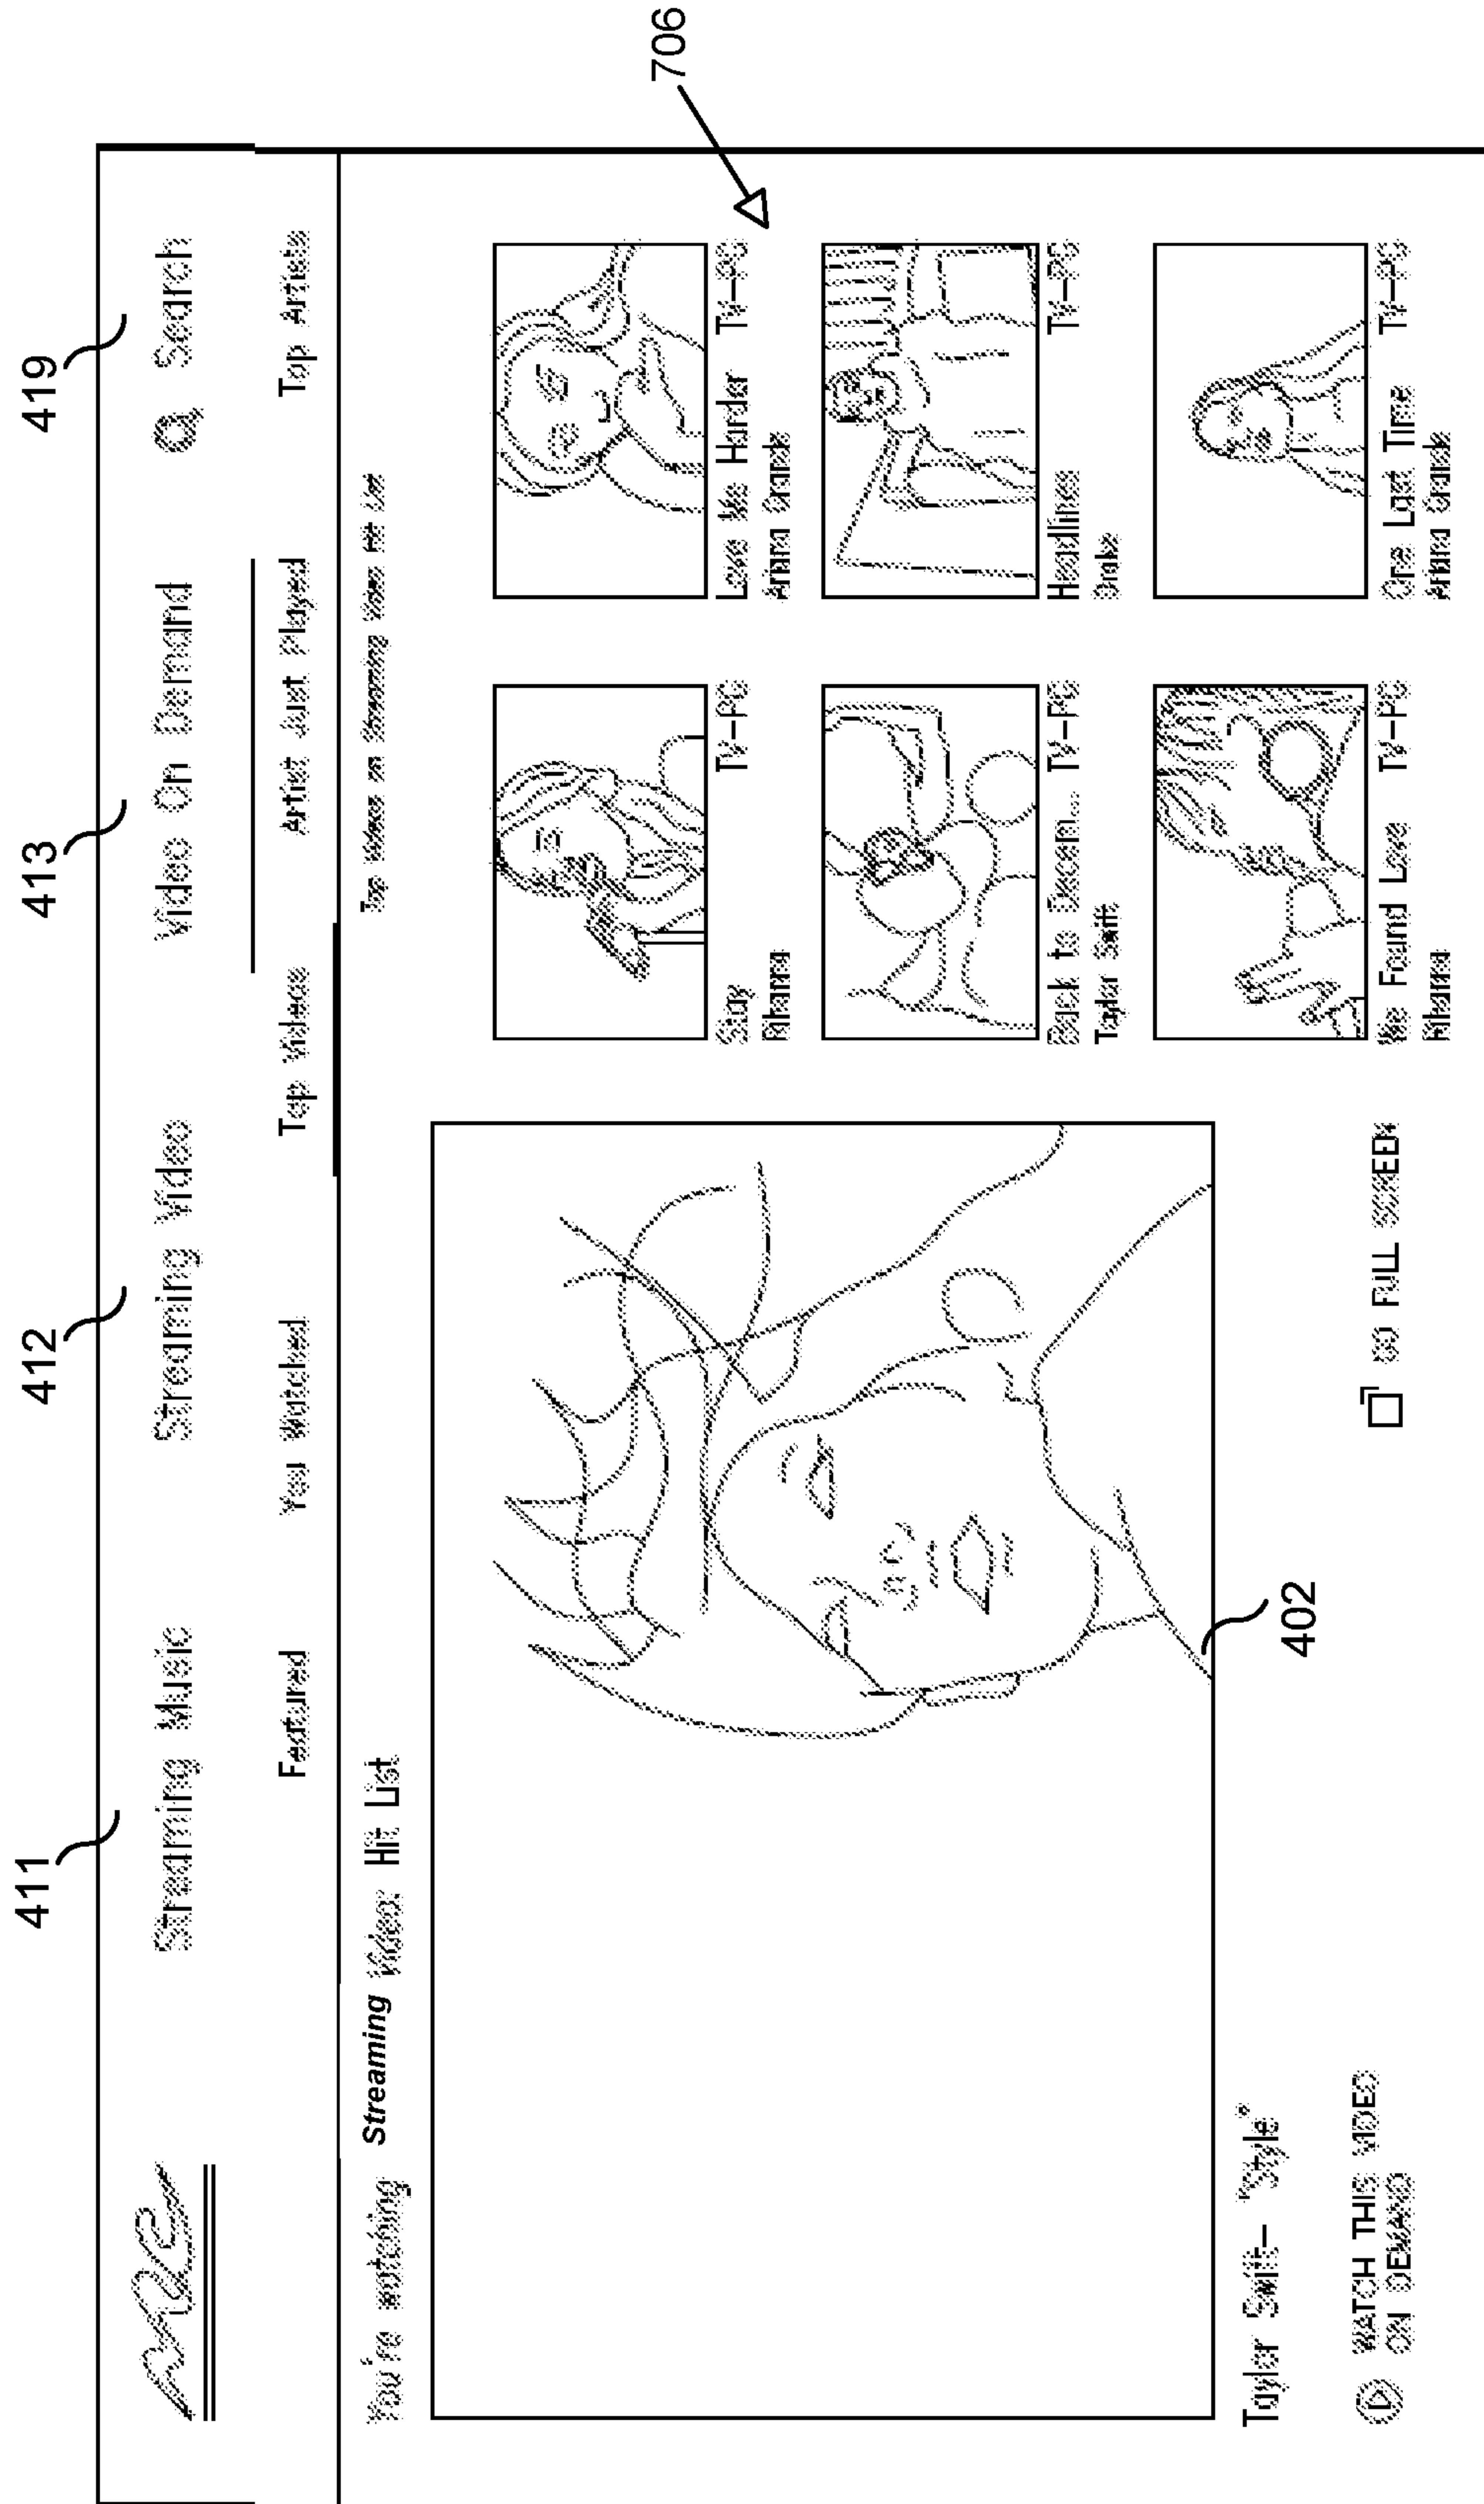 411 412 413 419
Streaming Music Streaming Video Video On Demand Search
Featured You Watched Top Videos Artist Just Played Top Artists
You're watching Streaming Video: Hit List
Top Videos on Streaming Video Hit List
706
Stay TV-PG Love Me Harder TV-PG
Rihanna Ariana Grande
Back to Decem... TV-PG Headlines TV-PG
Taylor Swift Drake
We Found Love TV-PG One Last Time TV-PG
Rihanna Ariana Grande
402
Taylor Swift- "Style"
WATCH THIS VIDEO
ON DEMAND
GO FULL SCREEN